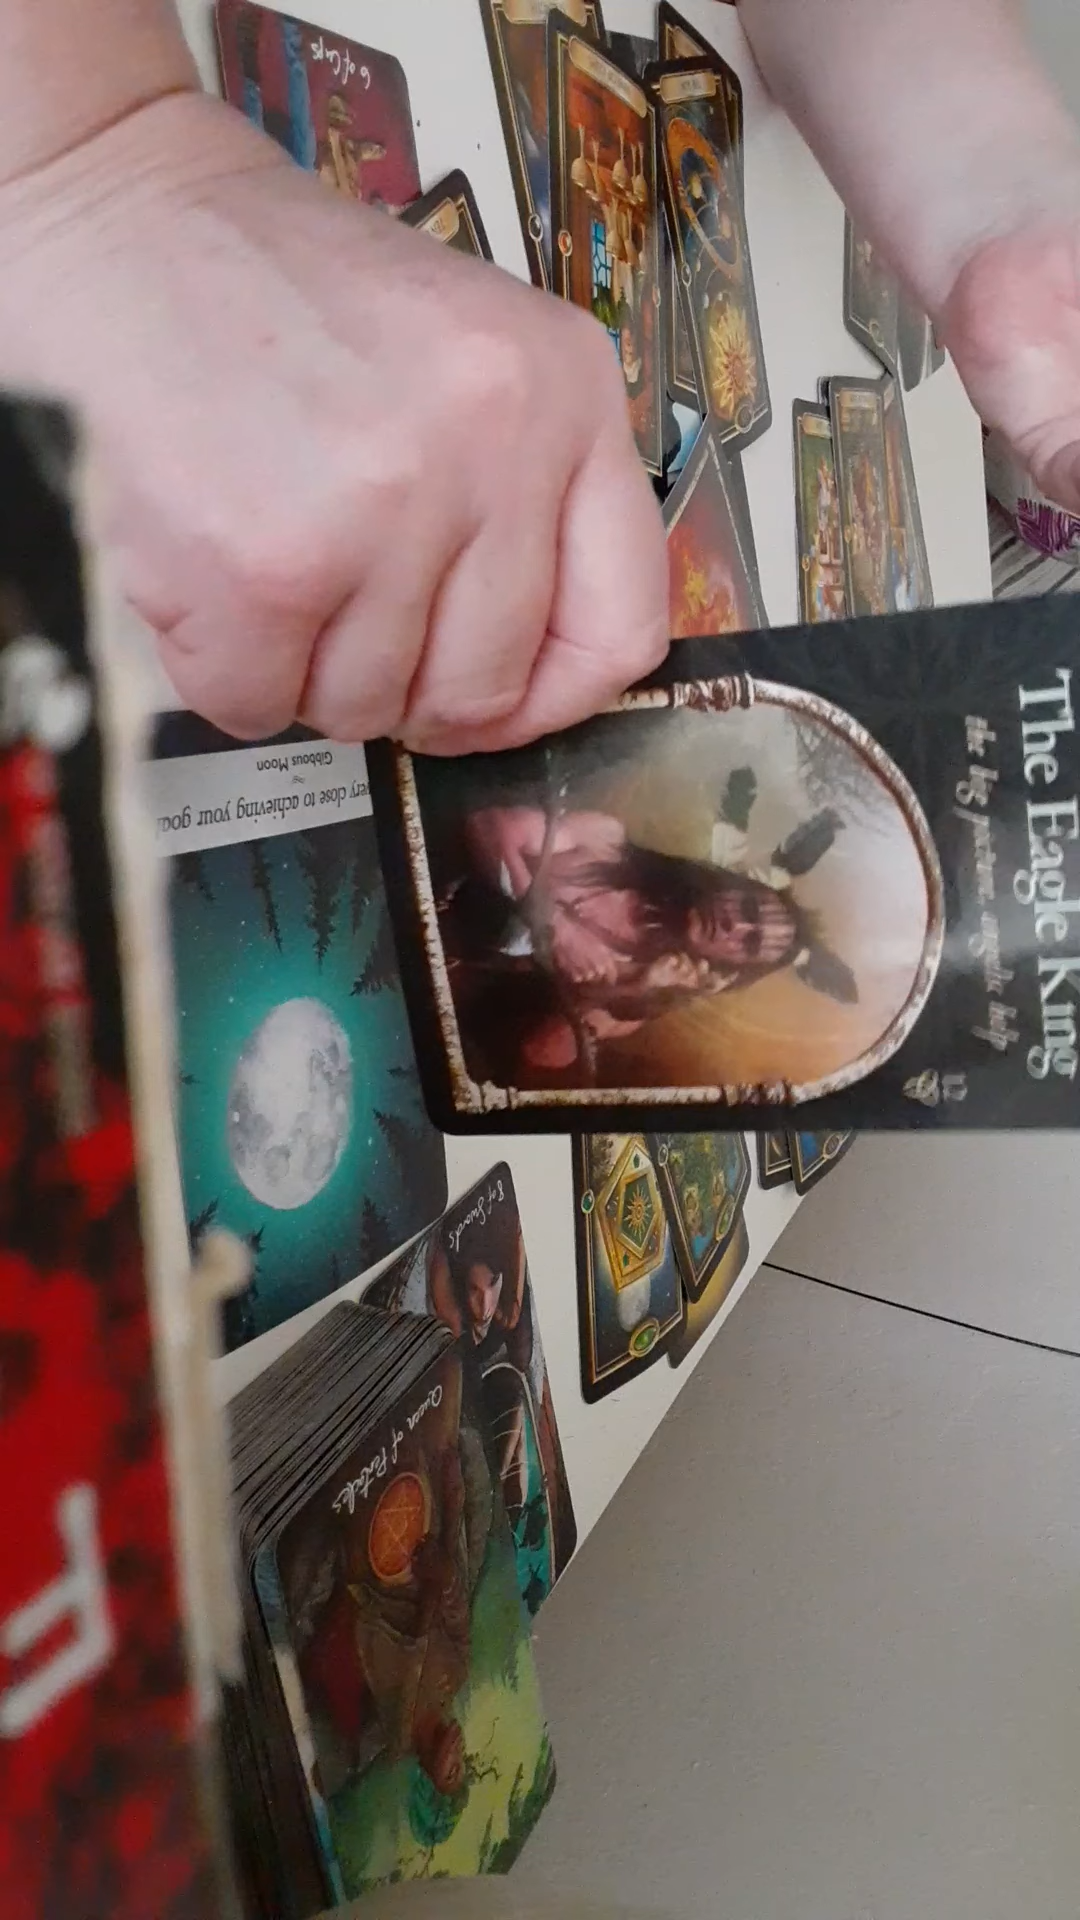 6 of Cups
The Eagle King
the big picture, angelic help
12
very close to achieving your goal
Gibbous Moon
8 of Swords
Queen of Pentacles